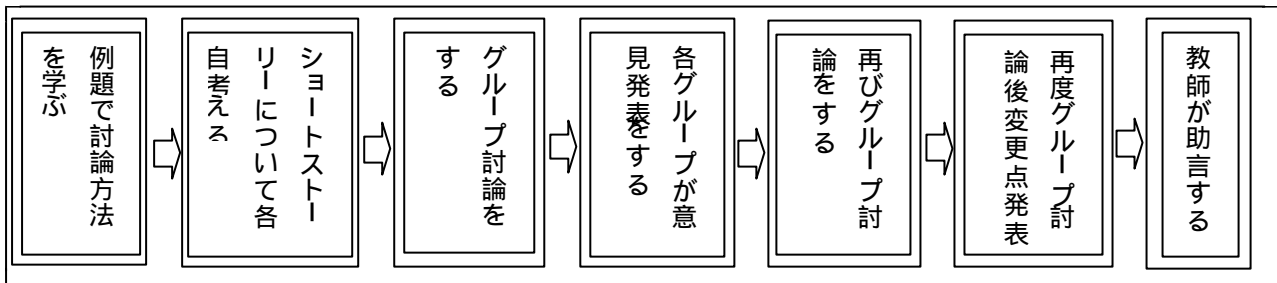 例題で討論方法
を学ぶ
ショートストー
リーについて各
自考える
グループ討論を
する
各グループが意
見発表をする
再びグループ討
論をする
再度グループ討
論後変更点発表
教師が助言する